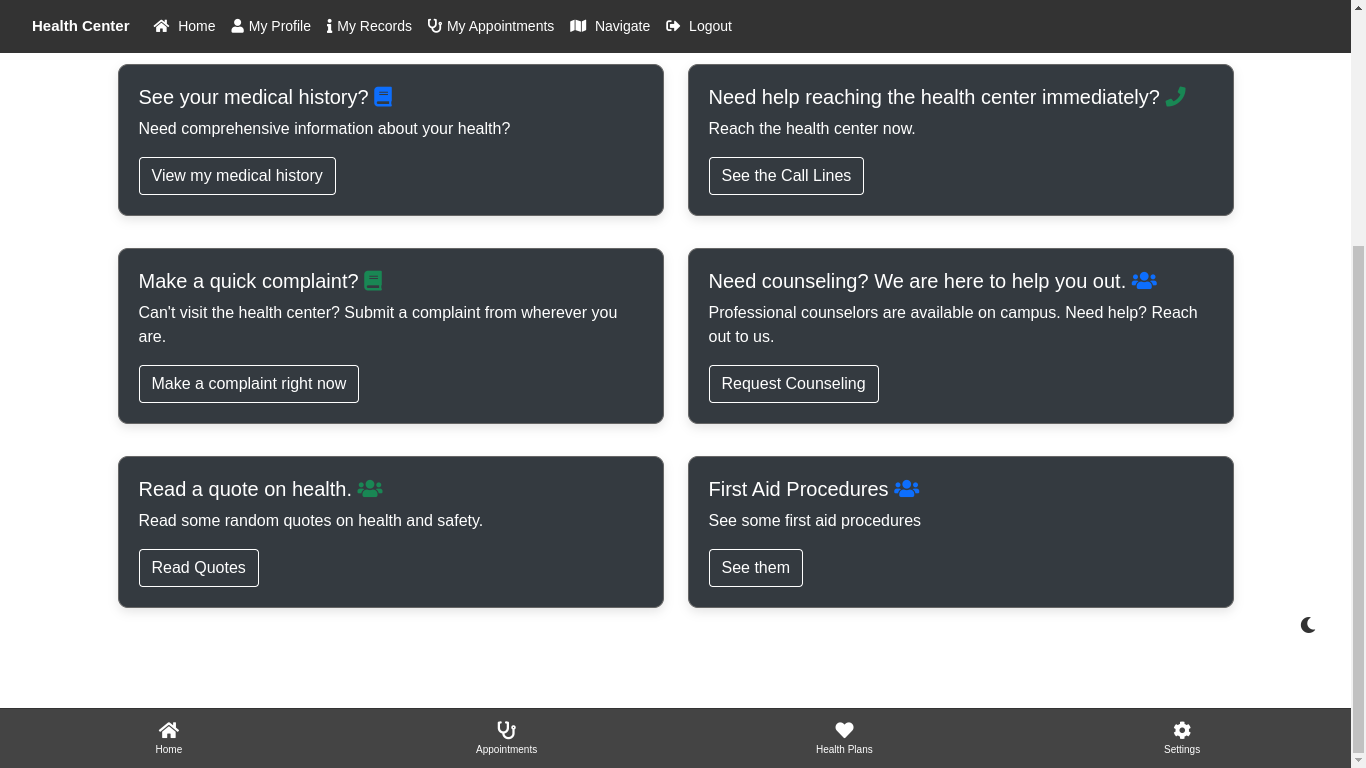 Health Center Home My Profile My Records My Appointments Navigate Logout
See your medical history?
Need comprehensive information about your health?
View my medical history
Need help reaching the health center immediately?
Reach the health center now.
See the Call Lines
Make a quick complaint?
Can't visit the health center? Submit a complaint from wherever you
are.
Make a complaint right now
Need counseling? We are here to help you out.
Professional counselors are available on campus. Need help? Reach
out to us.
Request Counseling
Read a quote on health.
Read some random quotes on health and safety.
Read Quotes
First Aid Procedures
See some first aid procedures
See them
Home Appointments Health Plans Settings